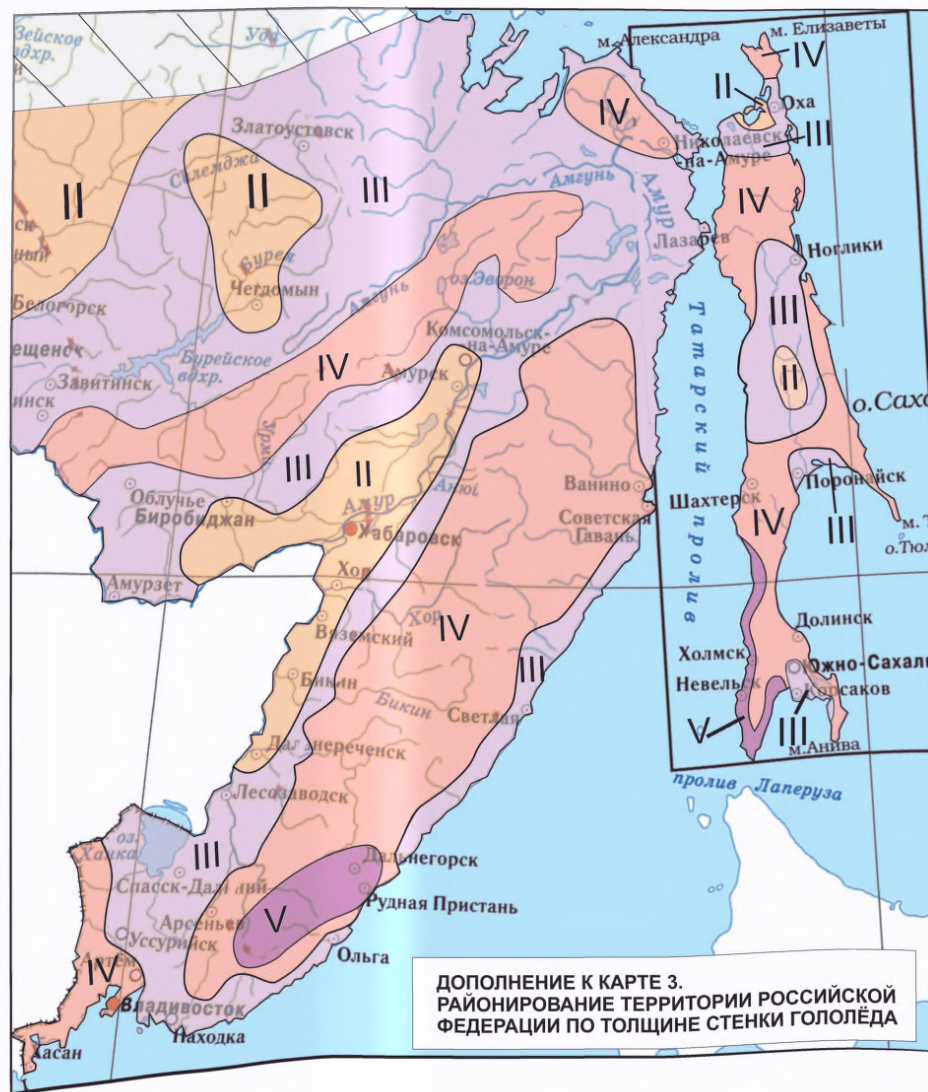 Зейское
вдхр.
Уда
м. Александра
м. Елизаветы
IV
II
Оха
III
IV
Златоустовск
Николаевск
-на-Амуре
Селемджа
II
II
III
Амгунь
Амур
IV
Лазарев
Ноглики
Бурея
оз.Эворон
Чегдомын
Амгунь
Белогорск
Татарский пролив
III
Комсомольск-
-на-Амуре
ещенск
Бурейское
вдхр.
IV
Амурск
II
Завитинск
инск
о.Саха
Урми
III
II
Анюй
Ванино
Поронайск
Облучье
Биробиджан
Амур
Шахтерск
Хабаровск
Советская
Гавань
IV
III
м. Т
о.Тюл
Амурзет
Хор
Хор
Вяземский
IV
Долинск
III
Холмск
Южно-Сахали
Бикин
Бикин
Невельск
Корсаков
Светлая
V
III
м.Анива
Дальнереченск
пролив Лаперуза
Лесозаводск
оз.
Ханка
III
Дальнегорск
Спасск-Дальний
Рудная Пристань
Арсеньев
V
Уссурийск
Ольга
Артем
IV
Владивосток
Находка
Хасан
ДОПОЛНЕНИЕ К КАРТЕ 3.
РАЙОНИРОВАНИЕ ТЕРРИТОРИИ РОССИЙСКОЙ
ФЕДЕРАЦИИ ПО ТОЛЩИНЕ СТЕНКИ ГОЛОЛЁДА